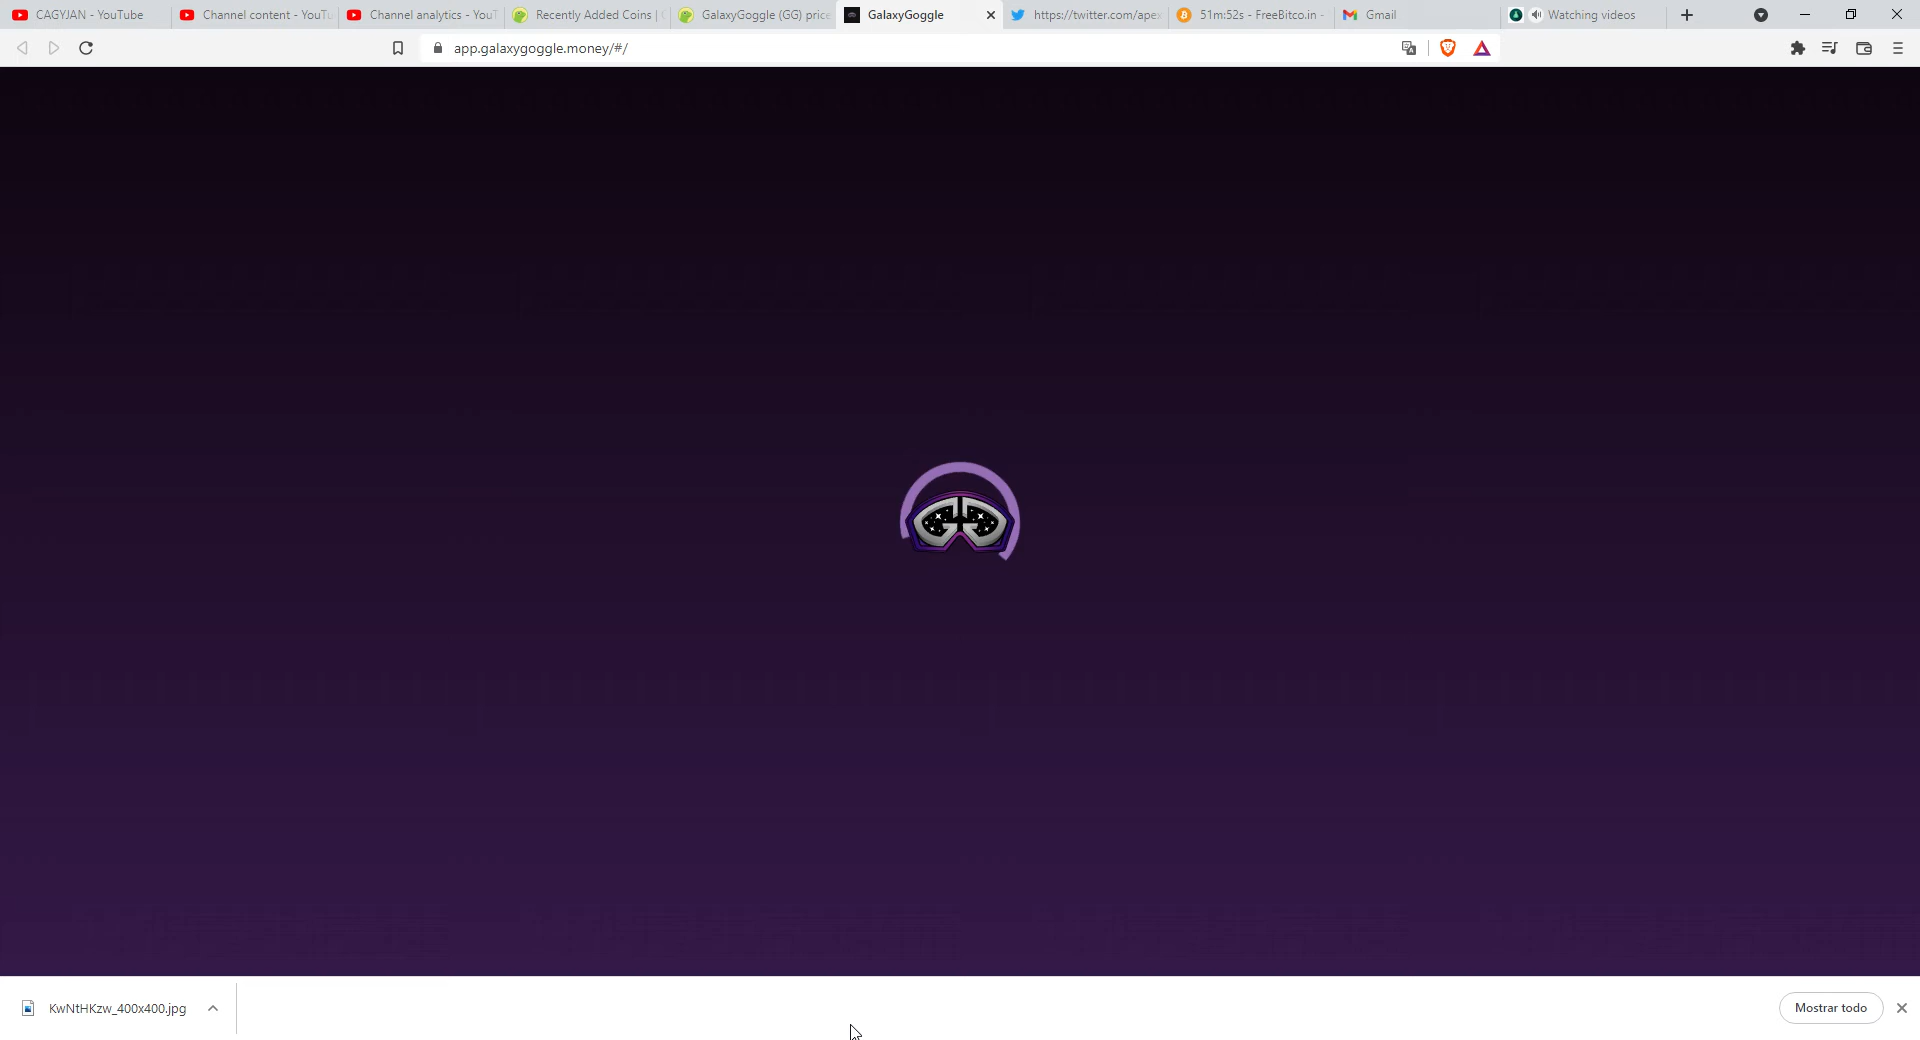 CAGYJAN - YouTube
Channel content - YouTu
Channel analytics - YouT
Recently Added Coins |
GalaxyGoggle (GG) price
GalaxyGoggle
https://twitter.com/apex
51m:52s - FreeBitco.in -
Gmail
Watching videos
app.galaxygoggle.money/#/
KwNtHKzw_400x400.jpg
Mostrar todo